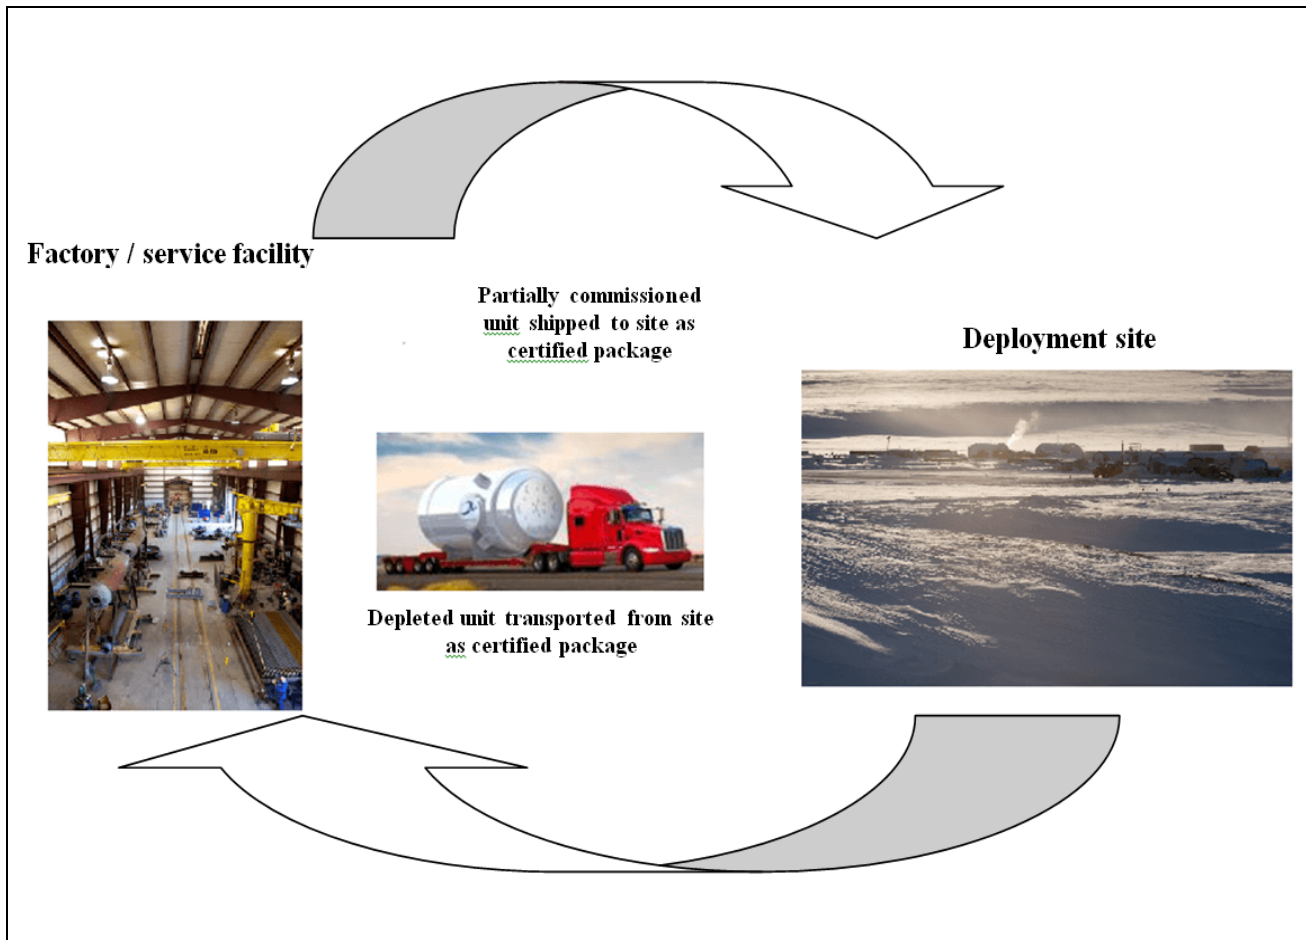 Factory / service facility
Partially commissioned
unit shipped to site as
certified package
Deployment site
Depleted unit transported from site
as certified package